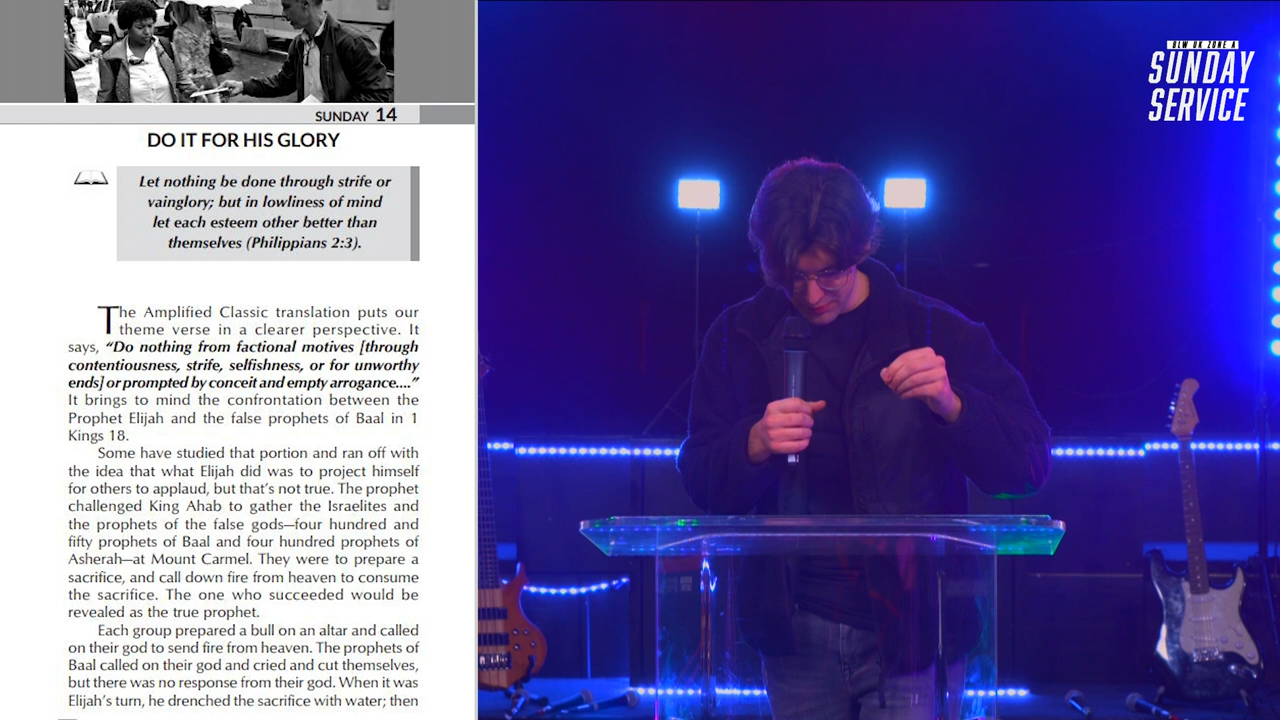 SUNDAY 14
DO IT FOR HIS GLORY
Let nothing be done through strife or
vainglory; but in lowliness of mind
let each esteem other better than
themselves (Philippians 2:3).
The Amplified Classic translation puts our
theme verse in a clearer perspective. It
says, “Do nothing from factional motives [through
contentiousness, strife, selfishness, or for unworthy
ends] or prompted by conceit and empty arrogance....”
It brings to mind the confrontation between the
Prophet Elijah and the false prophets of Baal in 1
Kings 18.
Some have studied that portion and ran off with
the idea that what Elijah did was to project himself
for others to applaud, but that’s not true. The prophet
challenged King Ahab to gather the Israelites and
the prophets of the false gods—four hundred and
fifty prophets of Baal and four hundred prophets of
Asherah—at Mount Carmel. They were to prepare a
sacrifice, and call down fire from heaven to consume
the sacrifice. The one who succeeded would be
revealed as the true prophet.
Each group prepared a bull on an altar and called
on their god to send fire from heaven. The prophets of
Baal called on their god and cried and cut themselves,
but there was no response from their god. When it was
Elijah’s turn, he drenched the sacrifice with water; then
BLW UK ZONE A
SUNDAY
SERVICE